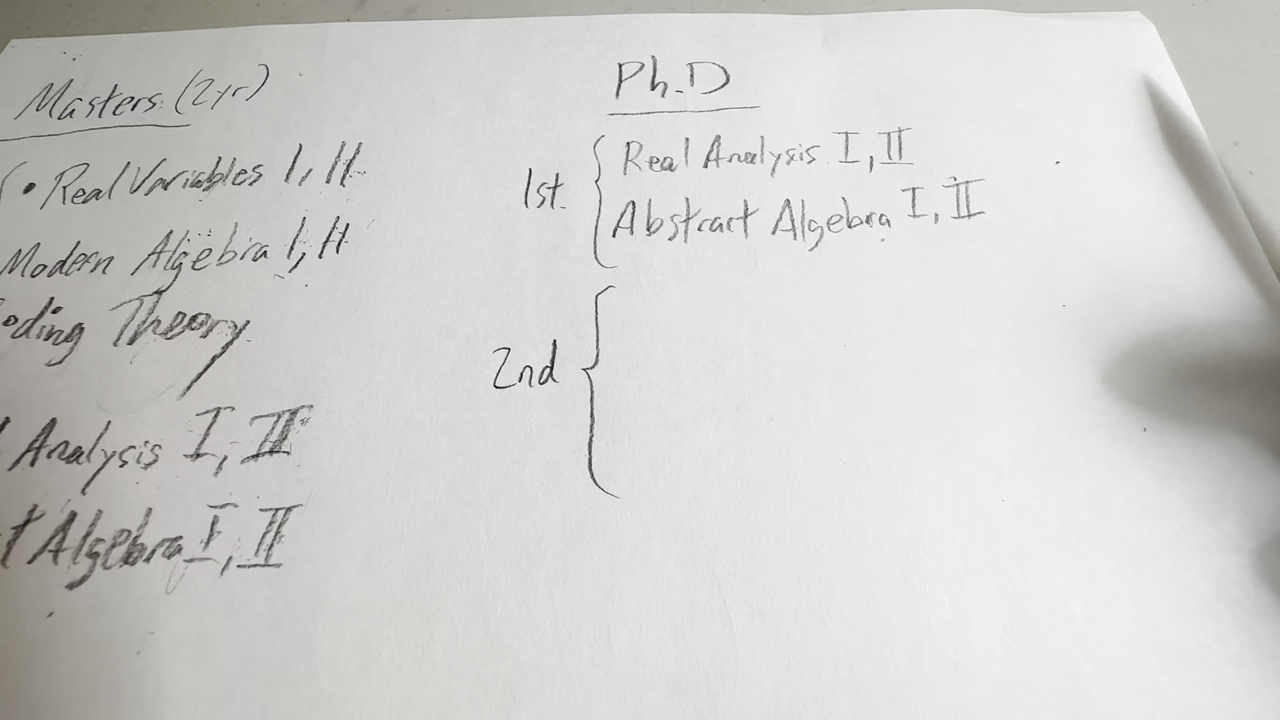 Masters (2yr)
• Real Variables I, II
Modern Algebra I, II
oding Theory
Analysis I, II
t Algebra I, II
Ph.D
1st
Real Analysis I, II
Abstract Algebra I, II
2nd